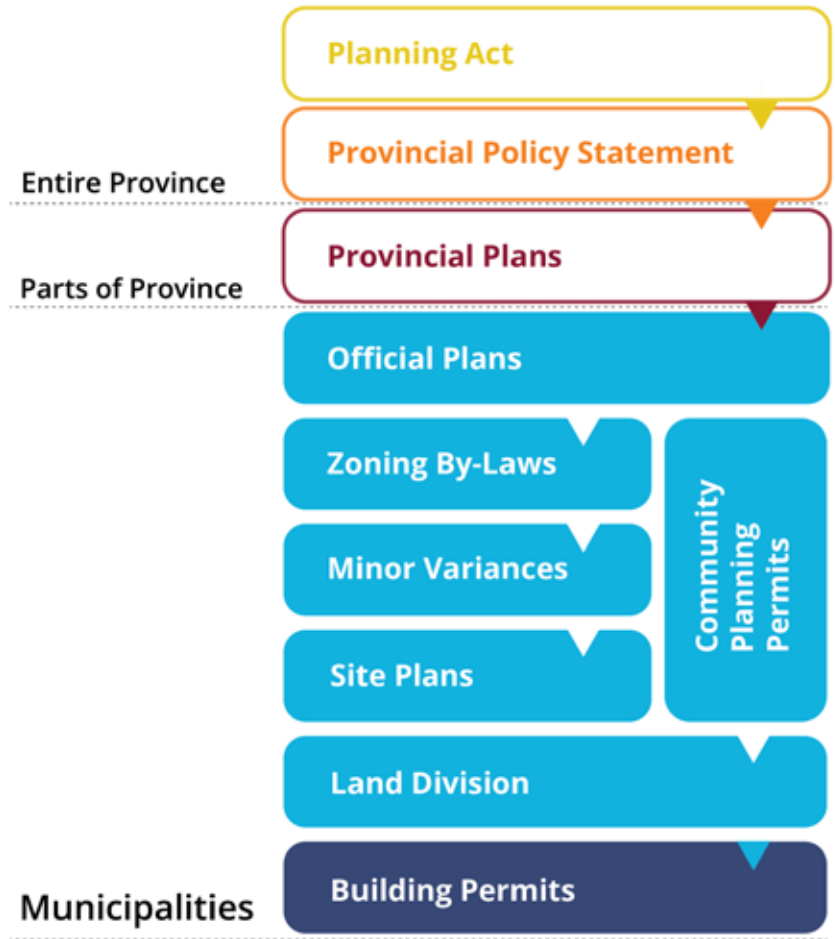 Planning Act
Provincial Policy Statement
Entire Province
Provincial Plans
Parts of Province
Official Plans
Zoning By-Laws
Minor Variances
Site Plans
Community
Planning
Permits
Land Division
Building Permits
Municipalities